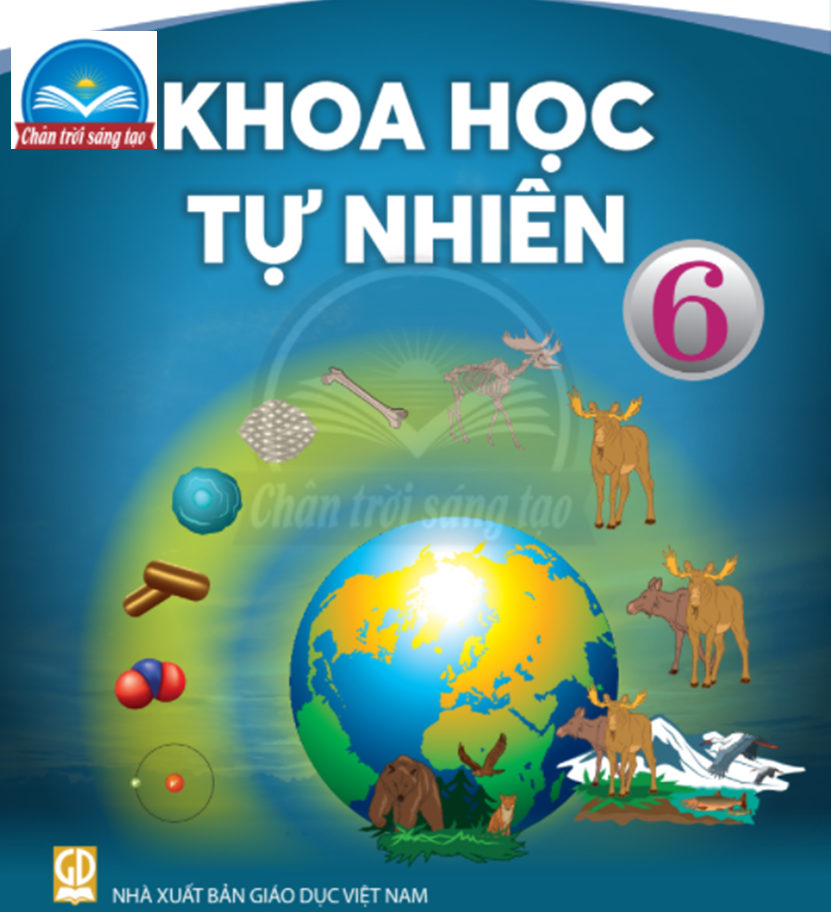 Chân trời sáng tạo
KHOA HỌC
TỰ NHIÊN
6
Chân trời sáng tạo
GD
NHÀ XUẤT BẢN GIÁO DỤC VIỆT NAM